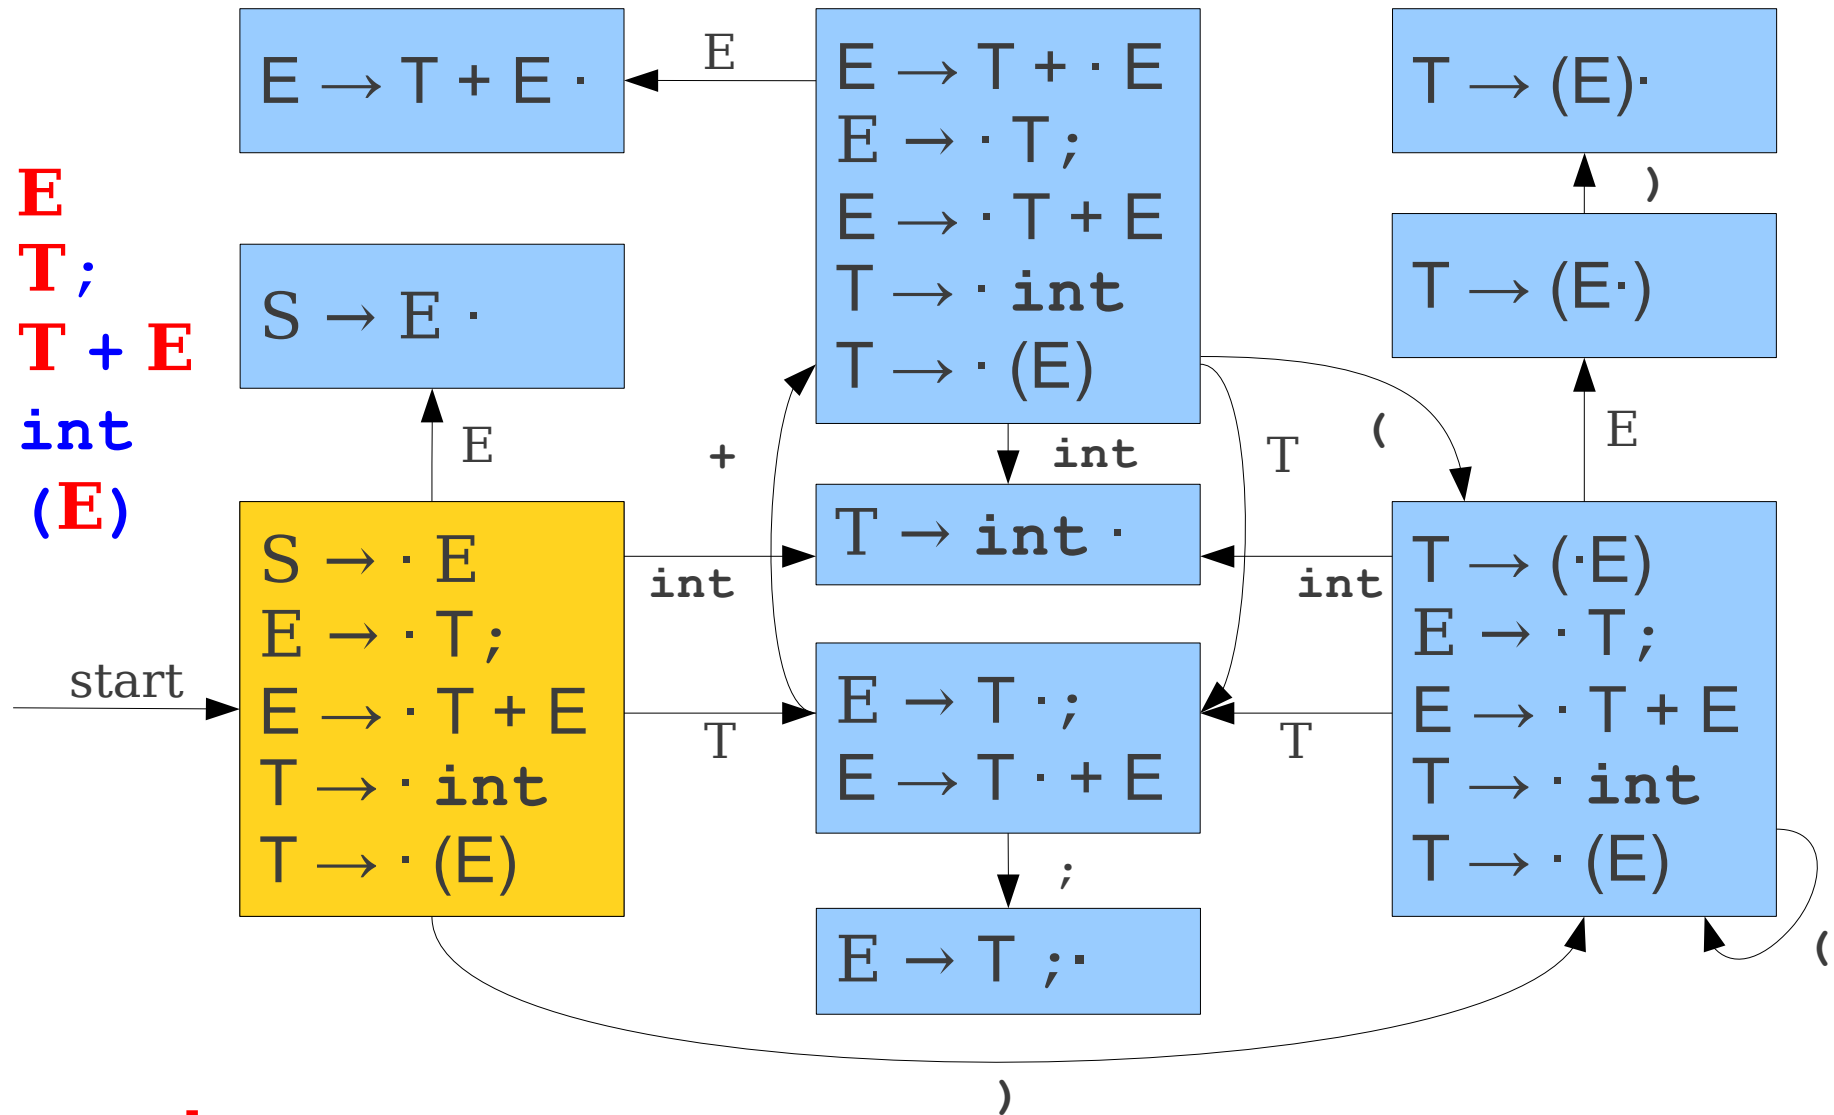 E
T ;
T + E
int
(E)
E → T + E ·
E
E → T + · E
E → · T ;
E → · T + E
T → · int
T → · (E)
T → (E)·
)
T → (E·)
S → E ·
E
+
int
T
(
E
start
S → · E
E → · T ;
E → · T + E
T → · int
T → · (E)
int
T
T → int ·
int
T
E → T · ;
E → T · + E
;
E → T ;·
T → (·E)
E → · T ;
E → · T + E
T → · int
T → · (E)
(
)